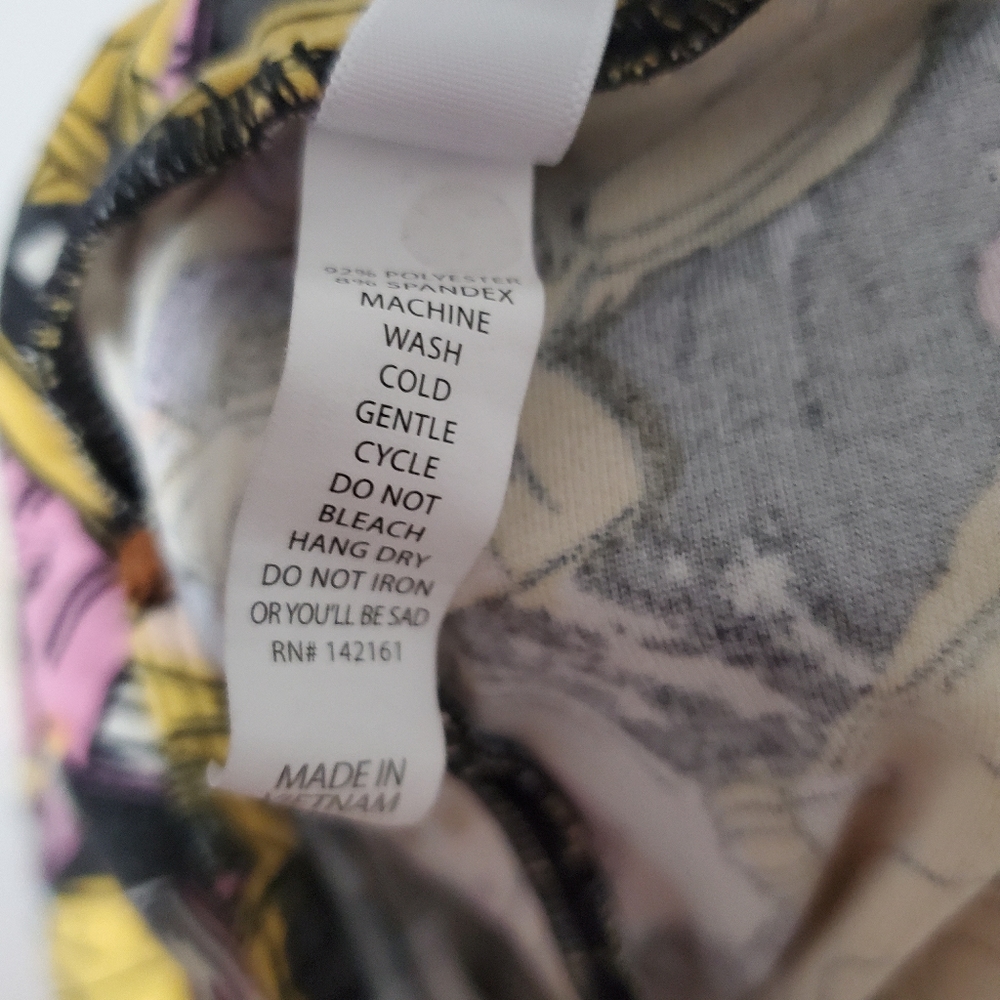 92% POLYESTER
8% SPANDEX
MACHINE
WASH
COLD
GENTLE
CYCLE
DO NOT
BLEACH
HANG DRY
DO NOT IRON
OR YOU'LL BE SAD
RN# 142161
MADE IN
VIETNAM